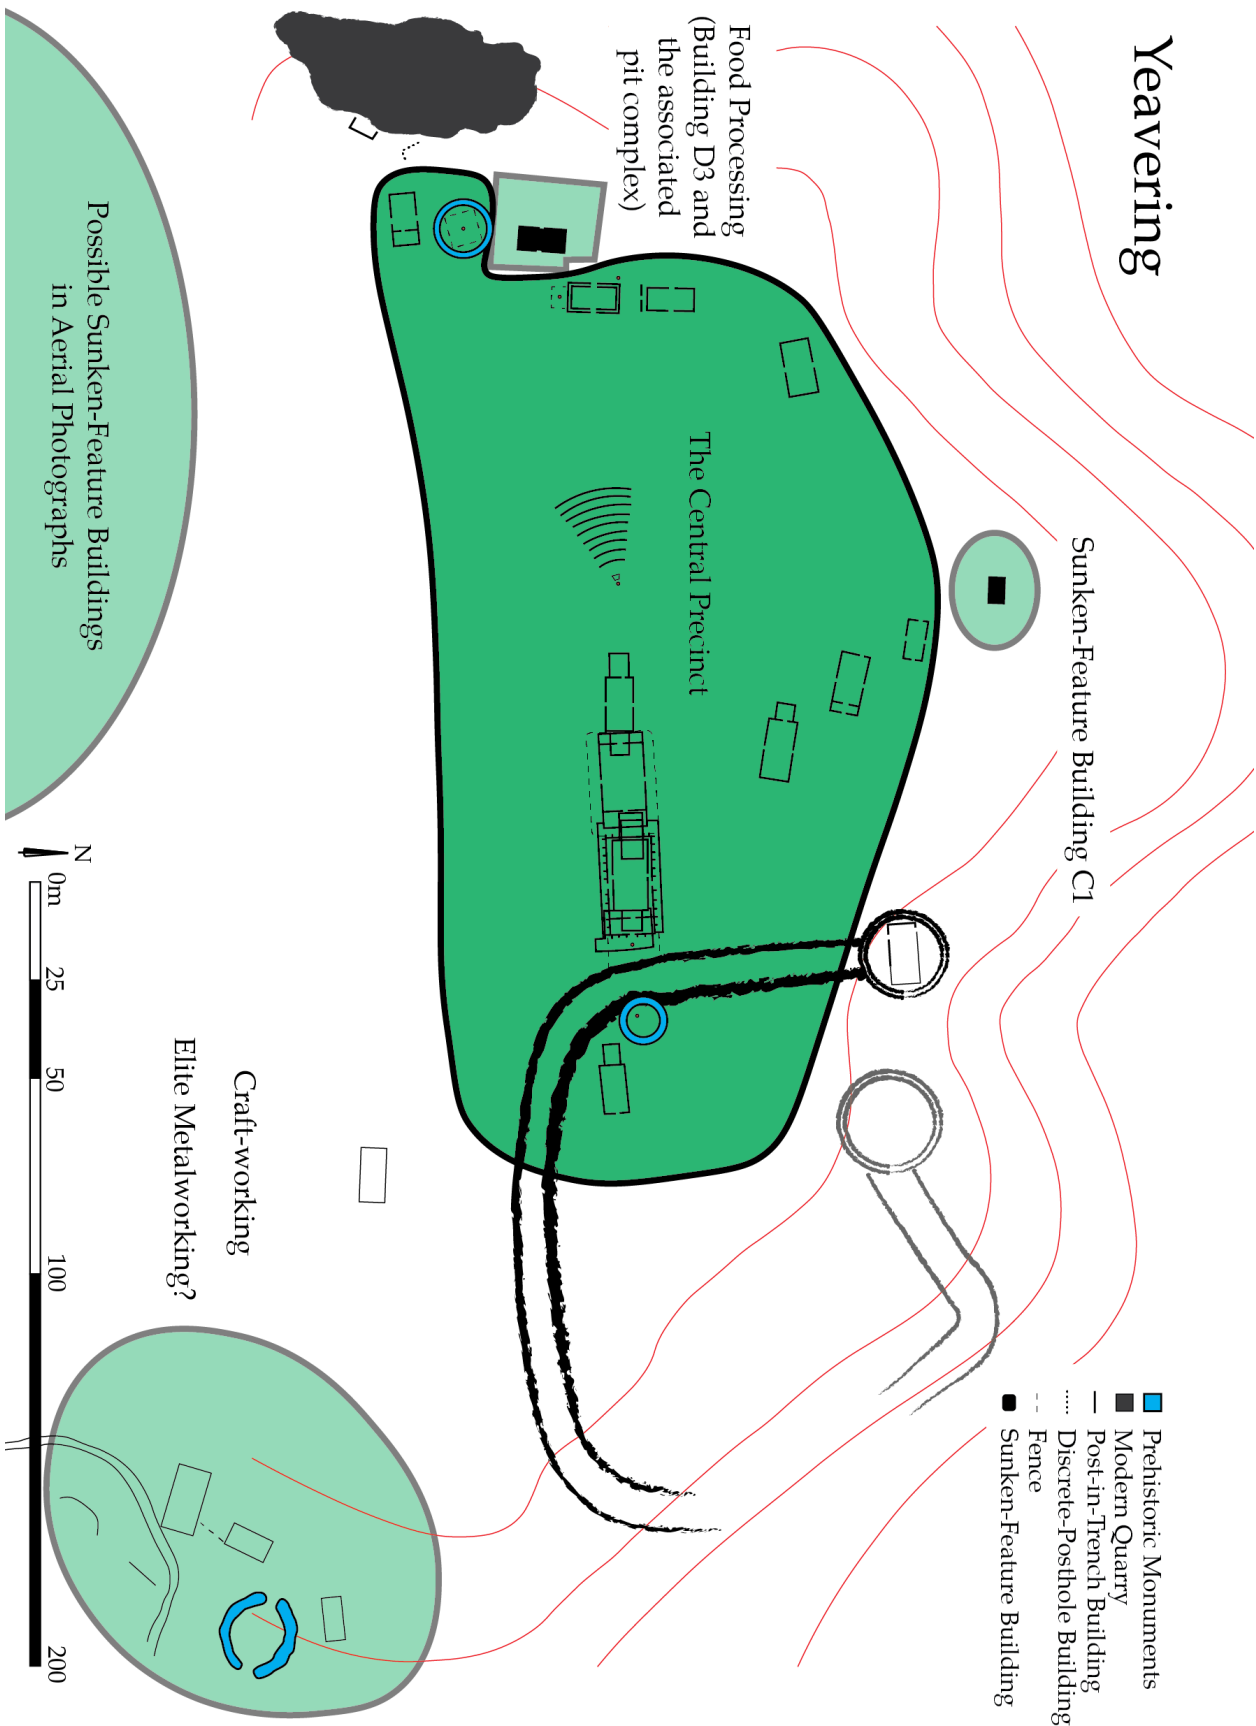 Yeavering
Food Processing
(Building D3 and
the associated
pit complex)
Sunken-Feature Building C1
The Central Precinct
Possible Sunken-Feature Buildings
in Aerial Photographs
Craft-working
Elite Metalworking?
Prehistoric Monuments
Modern Quarry
Post-in-Trench Building
Discrete-Posthole Building
Fence
Sunken-Feature Building
N
0m 25 50 100 200